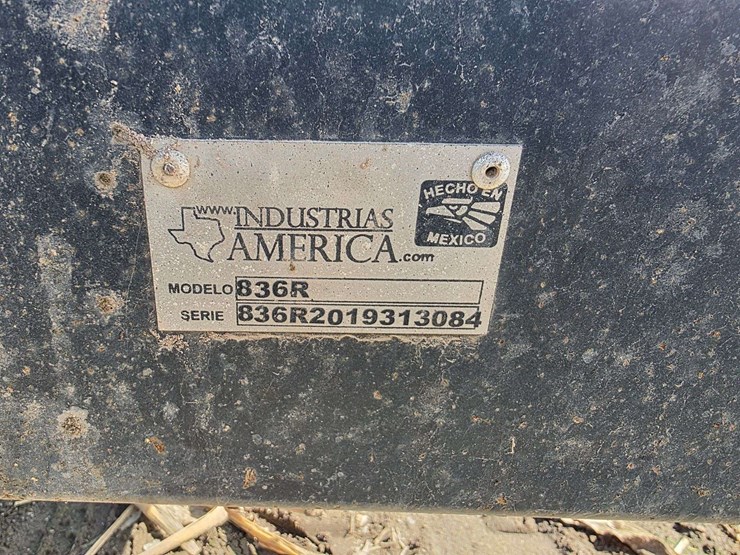 HECHO EN
MEXICO
www.INDUSTRIAS
AMERICA.com
MODELO 836R
SERIE 836R2019313084